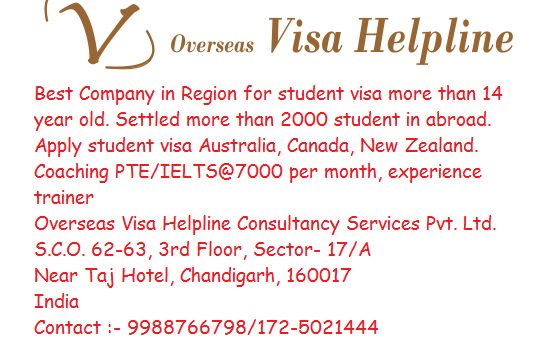 V Overseas Visa Helpline
Best Company in Region for student visa more than 14
year old. Settled more than 2000 student in abroad.
Apply student visa Australia, Canada, New Zealand.
Coaching PTE/IELTS@7000 per month, experience
trainer
Overseas Visa Helpline Consultancy Services Pvt. Ltd.
S.C.O. 62-63, 3rd Floor, Sector- 17/A
Near Taj Hotel, Chandigarh, 160017
India
Contact :- 9988766798/172-5021444